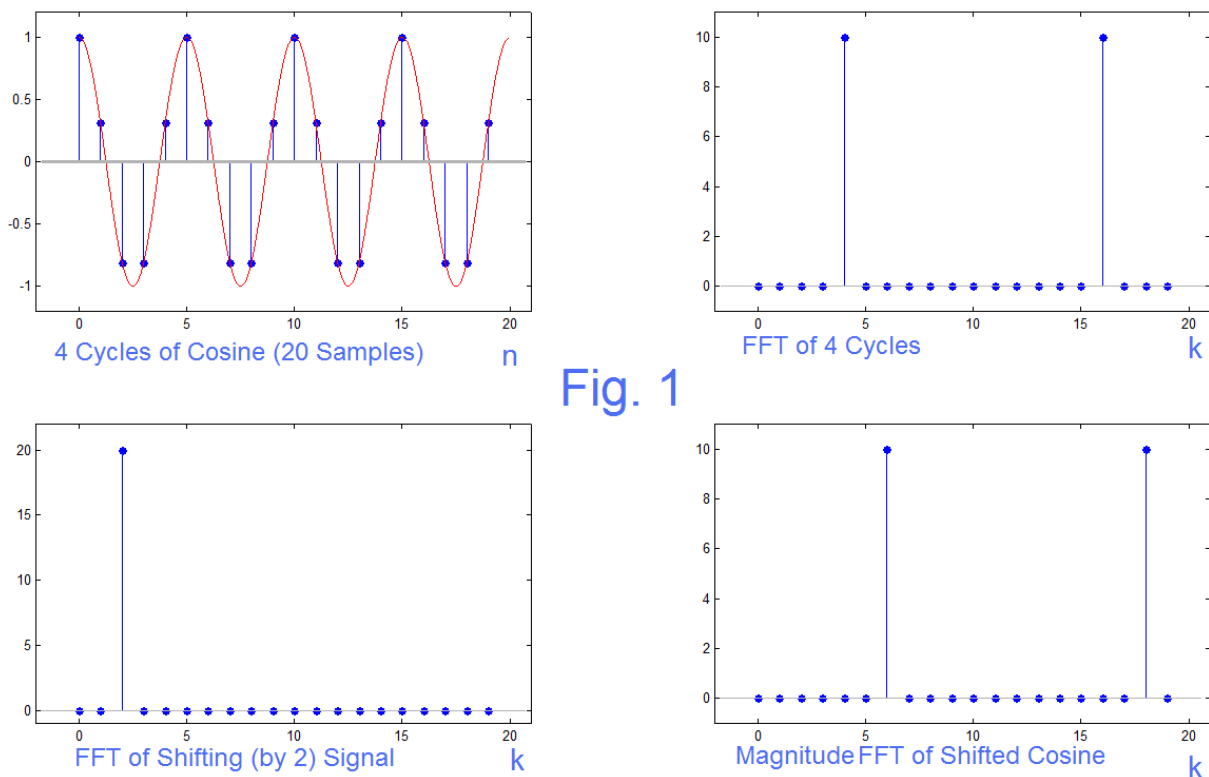 1
0.5
0
-0.5
-1
0 5 10 15 20
4 Cycles of Cosine (20 Samples) n
10
8
6
4
2
0
0 5 10 15 20
FFT of 4 Cycles k
Fig. 1
20
15
10
5
0
0 5 10 15 20
FFT of Shifting (by 2) Signal k
10
8
6
4
2
0
0 5 10 15 20
Magnitude FFT of Shifted Cosine k